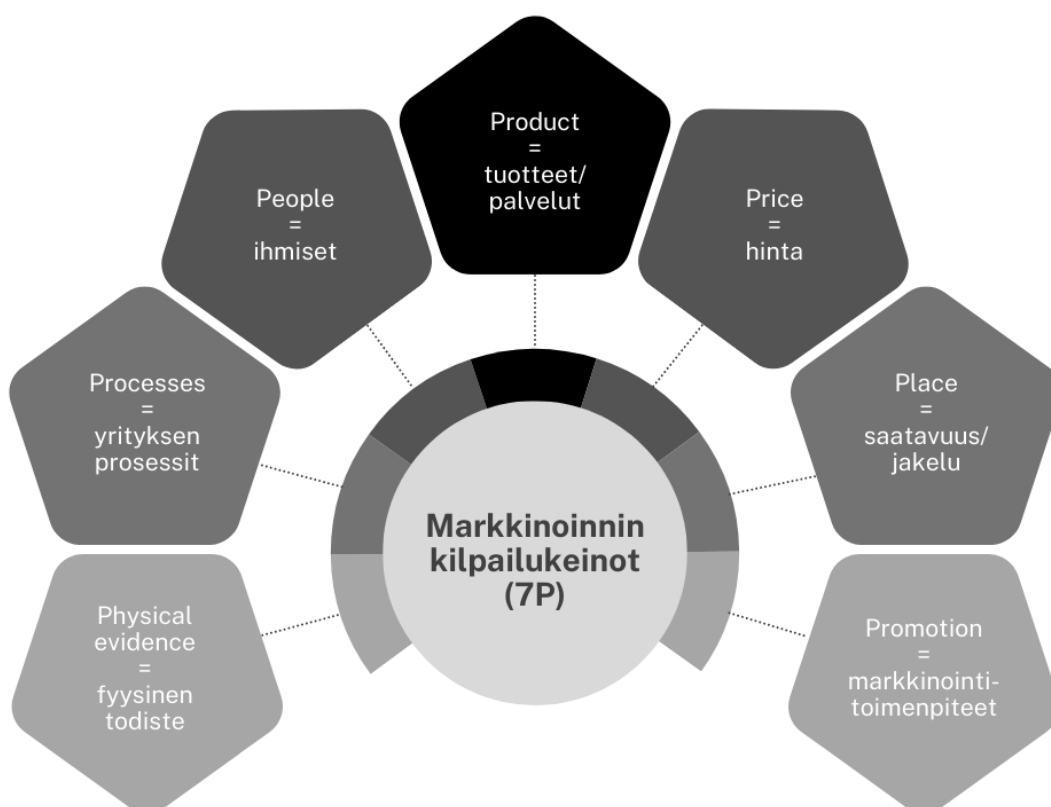 Product
=
tuotteet/
palvelut
People
=
ihmiset
Price
=
hinta
Processes
=
yrityksen
prosessit
Place
=
saatavuus/
jakelu
Markkinoinnin
kilpailukeinot
(7P)
Physical
evidence
=
fyysinen
todiste
Promotion
=
markkinointi-
toimenpiteet